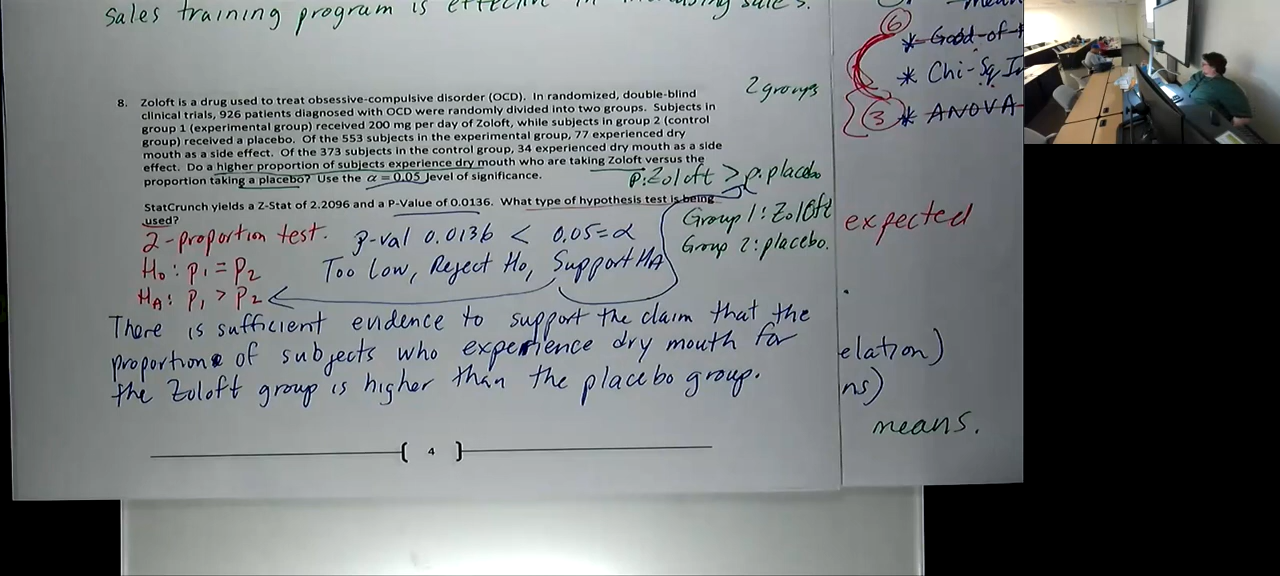 sales training program is effective in increasing sales.
8. Zoloft is a drug used to treat obsessive-compulsive disorder (OCD). In randomized, double-blind
clinical trials, 926 patients diagnosed with OCD were randomly divided into two groups. Subjects in
group 1 (experimental group) received 200 mg per day of Zoloft, while subjects in group 2 (control
group) received a placebo. Of the 553 subjects in the experimental group, 77 experienced dry
mouth as a side effect. Of the 373 subjects in the control group, 34 experienced dry mouth as a side
effect. Do a higher proportion of subjects experience dry mouth who are taking Zoloft versus the
proportion taking a placebo? Use the α = 0.05 level of significance.
2 groups
p: Zoloft > p: placebo
StatCrunch yields a Z-Stat of 2.2096 and a P-Value of 0.0136. What type of hypothesis test is being
used?
Group 1: Zoloft
Group 2: placebo.
2-proportion test.
H₀: p₁ = p₂
HA: p₁ > p₂
p-val 0.0136 < 0.05=α
Too low, Reject H₀, Support HA
There is sufficient evidence to support the claim that the
proportion of subjects who experience dry mouth for
the Zoloft group is higher than the placebo group.
{ 4 }
6
* Good-of-
* Chi-Sq
3 * ANOVA
expected
elation)
ns)
means.